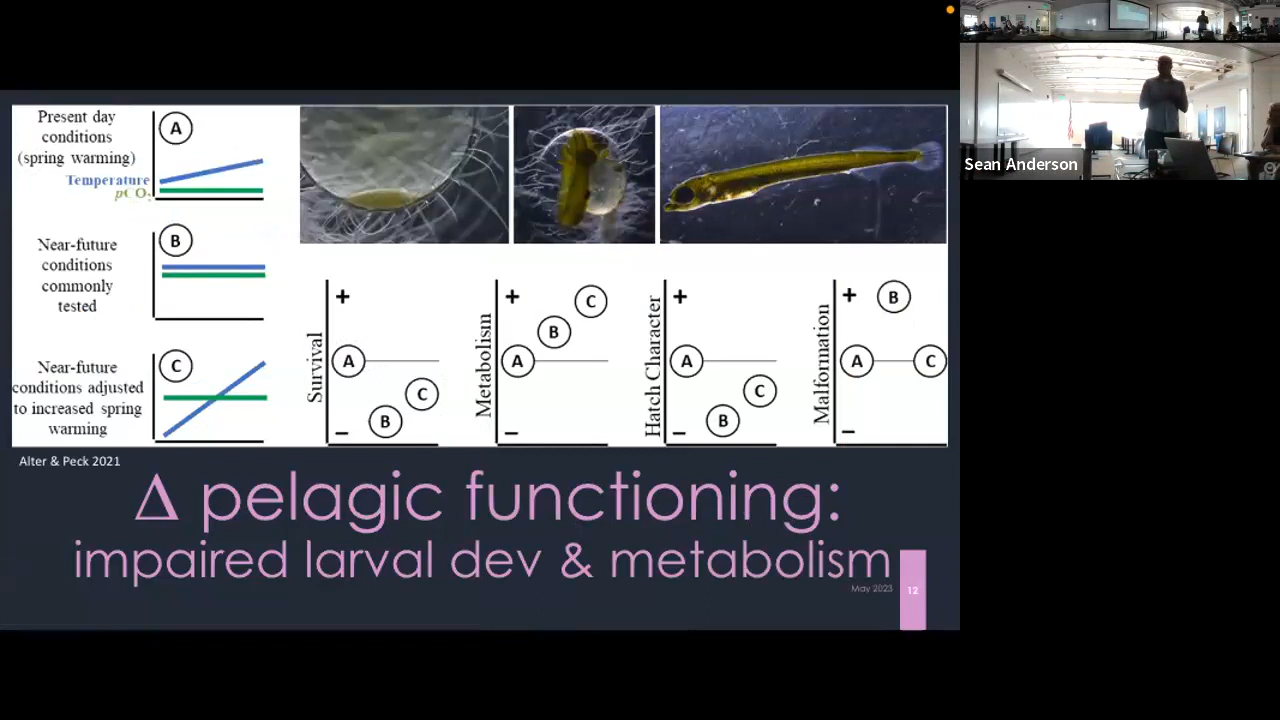 Present day
conditions
(spring warming)
A
Temperature
pCO₂
Near-future
conditions
commonly
tested
B
Near-future
conditions adjusted
to increased spring
warming
C
Survival
+
A
C
B
–
Metabolism
+
C
B
A
–
Hatch Character
+
A
C
B
–
Malformation
+
B
A
C
–
Alter & Peck 2021
Δ pelagic functioning:
impaired larval dev & metabolism
May 2023
12
Sean Anderson